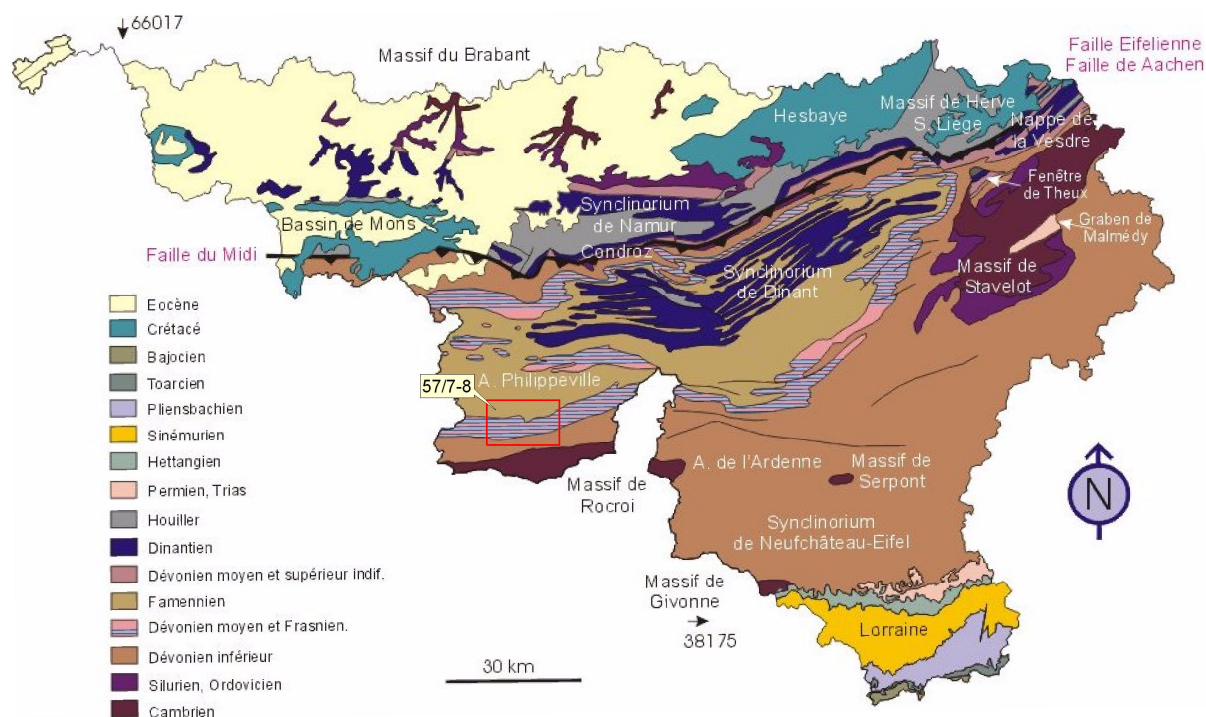 66017
Massif du Brabant
Faille Eifelienne
Faille de Aachen
Hesbaye
Massif de Herve
S. Liège
Nappe de
la Vesdre
Fenêtre
de Theux
Graben de
Malmédy
Synclinorium
de Namur
Bassin de Mons
Faille du Midi
Condroz
Synclinorium
de Dinant
Massif de
Stavelot
A. Philippeville
57/7-8
A. de l'Ardenne
Massif de
Serpont
Massif de
Rocroi
N
Synclinorium
de Neufchâteau-Eifel
Massif de
Givonne
38175
Lorraine
30 km
Eocène
Crétacé
Bajocien
Toarcien
Pliensbachien
Sinémurien
Hettangien
Permien, Trias
Houiller
Dinantien
Dévonien moyen et supérieur indif.
Famennien
Dévonien moyen et Frasnien.
Dévonien inférieur
Silurien, Ordovicien
Cambrien